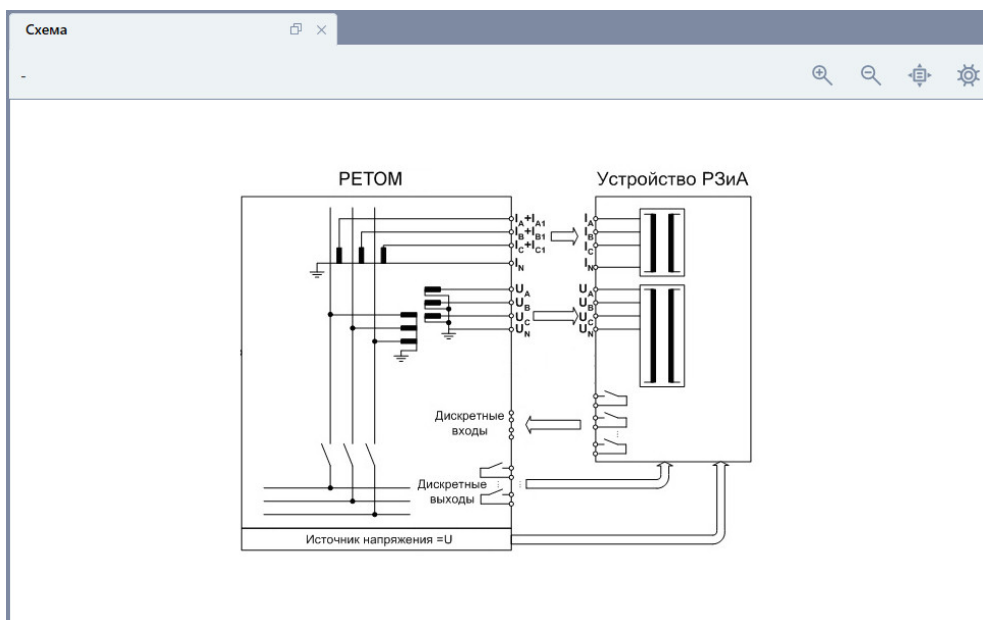 Схема
-
РЕТОМ
Устройство РЗиА
IA+IA1
IB+IB1
IC+IC1
IN
IA
IB
IC
IN
UA
UB
UC
UN
UA
UB
UC
UN
Дискретные
входы
Дискретные
выходы
Источник напряжения =U